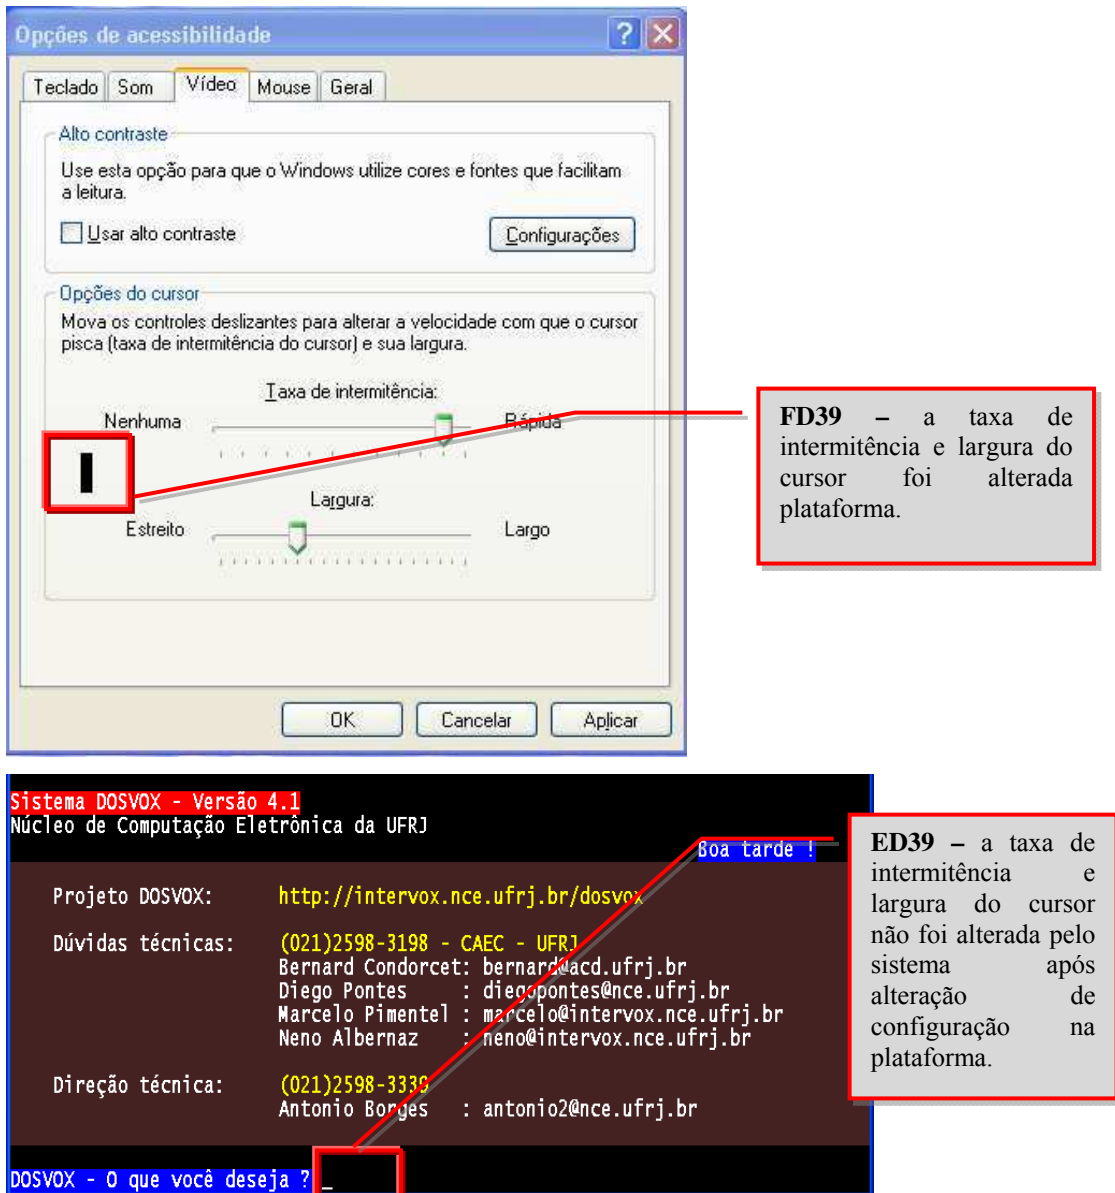 Opções de acessibilidade
Teclado Som Vídeo Mouse Geral
Alto contraste
Use esta opção para que o Windows utilize cores e fontes que facilitam
a leitura.
Usar alto contraste Configurações
Opções do cursor
Mova os controles deslizantes para alterar a velocidade com que o cursor
pisca (taxa de intermitência do cursor) e sua largura.
Taxa de intermitência:
Nenhuma Rápida
Largura:
Estreito Largo
OK Cancelar Aplicar
FD39 – a taxa de
intermitência e largura do
cursor foi alterada
plataforma.
Sistema DOSVOX - Versão 4.1
Núcleo de Computação Eletrônica da UFRJ
Boa tarde !
Projeto DOSVOX: http://intervox.nce.ufrj.br/dosvox
Dúvidas técnicas: (021)2598-3198 - CAEC - UFRJ
Bernard Condorcet: bernard@acd.ufrj.br
Diego Pontes : diegopontes@nce.ufrj.br
Marcelo Pimentel : marcelo@intervox.nce.ufrj.br
Neno Albernaz : neno@intervox.nce.ufrj.br
Direção técnica: (021)2598-3339
Antonio Borges : antonio2@nce.ufrj.br
DOSVOX - O que você deseja ? _
ED39 – a taxa de
intermitência e
largura do cursor
não foi alterada pelo
sistema após
alteração de
configuração na
plataforma.